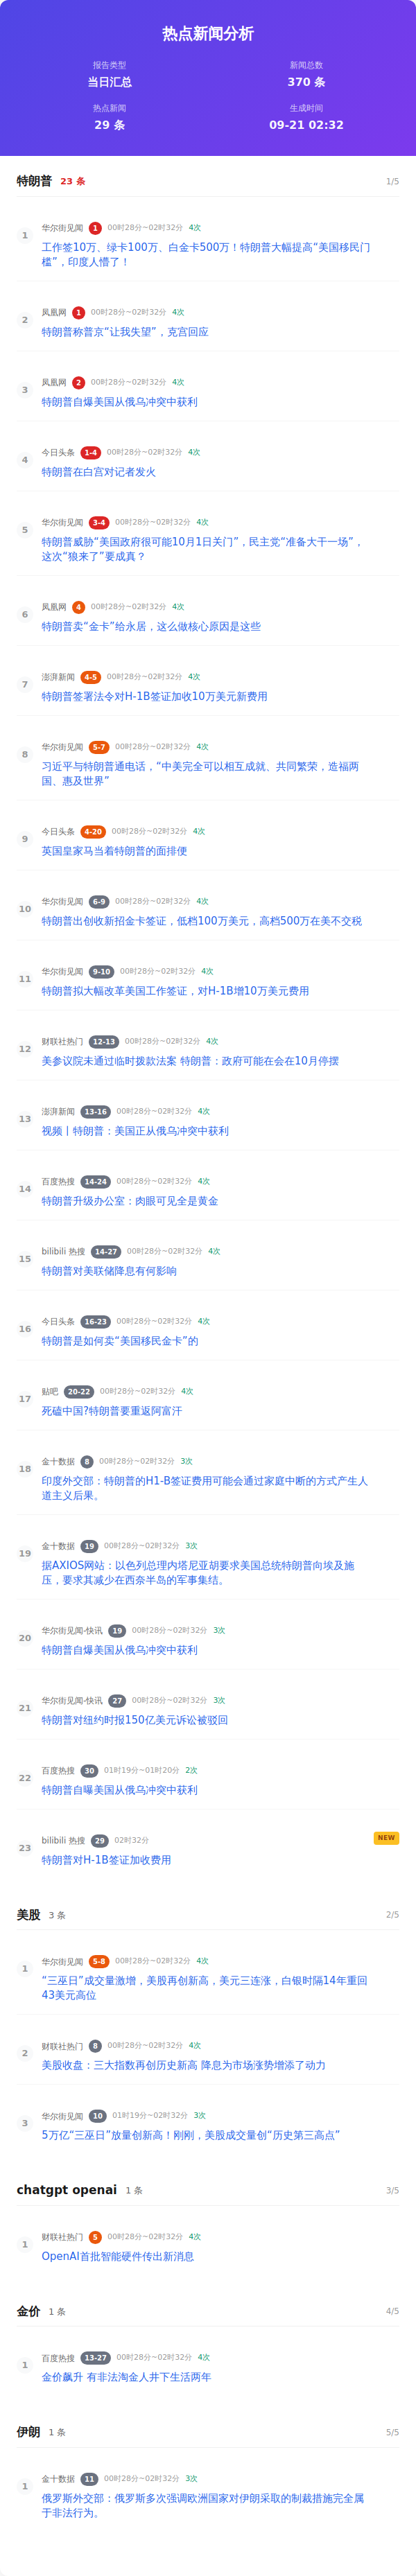 热点新闻分析
报告类型
当日汇总
新闻总数
370 条
热点新闻
29 条
生成时间
09-21 02:32
特朗普 23 条 1/5
1
华尔街见闻 1 00时28分~02时32分 4次
工作签10万、绿卡100万、白金卡500万！特朗普大幅提高“美国移民门
槛”，印度人懵了！
2
凤凰网 1 00时28分~02时32分 4次
特朗普称普京“让我失望”，克宫回应
3
凤凰网 2 00时28分~02时32分 4次
特朗普自爆美国从俄乌冲突中获利
4
今日头条 1-4 00时28分~02时32分 4次
特朗普在白宫对记者发火
5
华尔街见闻 3-4 00时28分~02时32分 4次
特朗普威胁“美国政府很可能10月1日关门”，民主党“准备大干一场”，
这次“狼来了”要成真？
6
凤凰网 4 00时28分~02时32分 4次
特朗普卖“金卡”给永居，这么做核心原因是这些
7
澎湃新闻 4-5 00时28分~02时32分 4次
特朗普签署法令对H-1B签证加收10万美元新费用
8
华尔街见闻 5-7 00时28分~02时32分 4次
习近平与特朗普通电话，“中美完全可以相互成就、共同繁荣，造福两
国、惠及世界”
9
今日头条 4-20 00时28分~02时32分 4次
英国皇家马当着特朗普的面排便
10
华尔街见闻 6-9 00时28分~02时32分 4次
特朗普出创收新招金卡签证，低档100万美元，高档500万在美不交税
11
华尔街见闻 9-10 00时28分~02时32分 4次
特朗普拟大幅改革美国工作签证，对H-1B增10万美元费用
12
财联社热门 12-13 00时28分~02时32分 4次
美参议院未通过临时拨款法案 特朗普：政府可能在会在10月停摆
13
澎湃新闻 13-16 00时28分~02时32分 4次
视频丨特朗普：美国正从俄乌冲突中获利
14
百度热搜 14-24 00时28分~02时32分 4次
特朗普升级办公室：肉眼可见全是黄金
15
bilibili 热搜 14-27 00时28分~02时32分 4次
特朗普对美联储降息有何影响
16
今日头条 16-23 00时28分~02时32分 4次
特朗普是如何卖“美国移民金卡”的
17
贴吧 20-22 00时28分~02时32分 4次
死磕中国?特朗普要重返阿富汗
18
金十数据 8 00时28分~02时32分 3次
印度外交部：特朗普的H1-B签证费用可能会通过家庭中断的方式产生人
道主义后果。
19
金十数据 19 00时28分~02时32分 3次
据AXIOS网站：以色列总理内塔尼亚胡要求美国总统特朗普向埃及施
压，要求其减少在西奈半岛的军事集结。
20
华尔街见闻-快讯 19 00时28分~02时32分 3次
特朗普自爆美国从俄乌冲突中获利
21
华尔街见闻-快讯 27 00时28分~02时32分 3次
特朗普对纽约时报150亿美元诉讼被驳回
22
百度热搜 30 01时19分~01时20分 2次
特朗普自曝美国从俄乌冲突中获利
23
bilibili 热搜 29 02时32分 NEW
特朗普对H-1B签证加收费用
美股 3 条 2/5
1
华尔街见闻 5-8 00时28分~02时32分 4次
“三巫日”成交量激增，美股再创新高，美元三连涨，白银时隔14年重回
43美元高位
2
财联社热门 8 00时28分~02时32分 4次
美股收盘：三大指数再创历史新高 降息为市场涨势增添了动力
3
华尔街见闻 10 01时19分~02时32分 3次
5万亿“三巫日”放量创新高！刚刚，美股成交量创“历史第三高点”
chatgpt openai 1 条 3/5
1
财联社热门 5 00时28分~02时32分 4次
OpenAI首批智能硬件传出新消息
金价 1 条 4/5
1
百度热搜 13-27 00时28分~02时32分 4次
金价飙升 有非法淘金人井下生活两年
伊朗 1 条 5/5
1
金十数据 11 00时28分~02时32分 3次
俄罗斯外交部：俄罗斯多次强调欧洲国家对伊朗采取的制裁措施完全属
于非法行为。